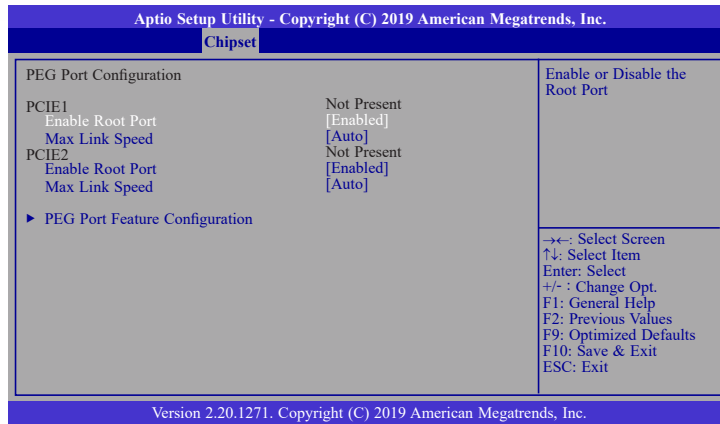 Aptio Setup Utility - Copyright (C) 2019 American Megatrends, Inc.
Chipset
PEG Port Configuration
PCIE1 Not Present
Enable Root Port [Enabled]
Max Link Speed [Auto]
PCIE2 Not Present
Enable Root Port [Enabled]
Max Link Speed [Auto]
▶ PEG Port Feature Configuration
Enable or Disable the
Root Port
→←: Select Screen
↑↓: Select Item
Enter: Select
+/- : Change Opt.
F1: General Help
F2: Previous Values
F9: Optimized Defaults
F10: Save & Exit
ESC: Exit
Version 2.20.1271. Copyright (C) 2019 American Megatrends, Inc.